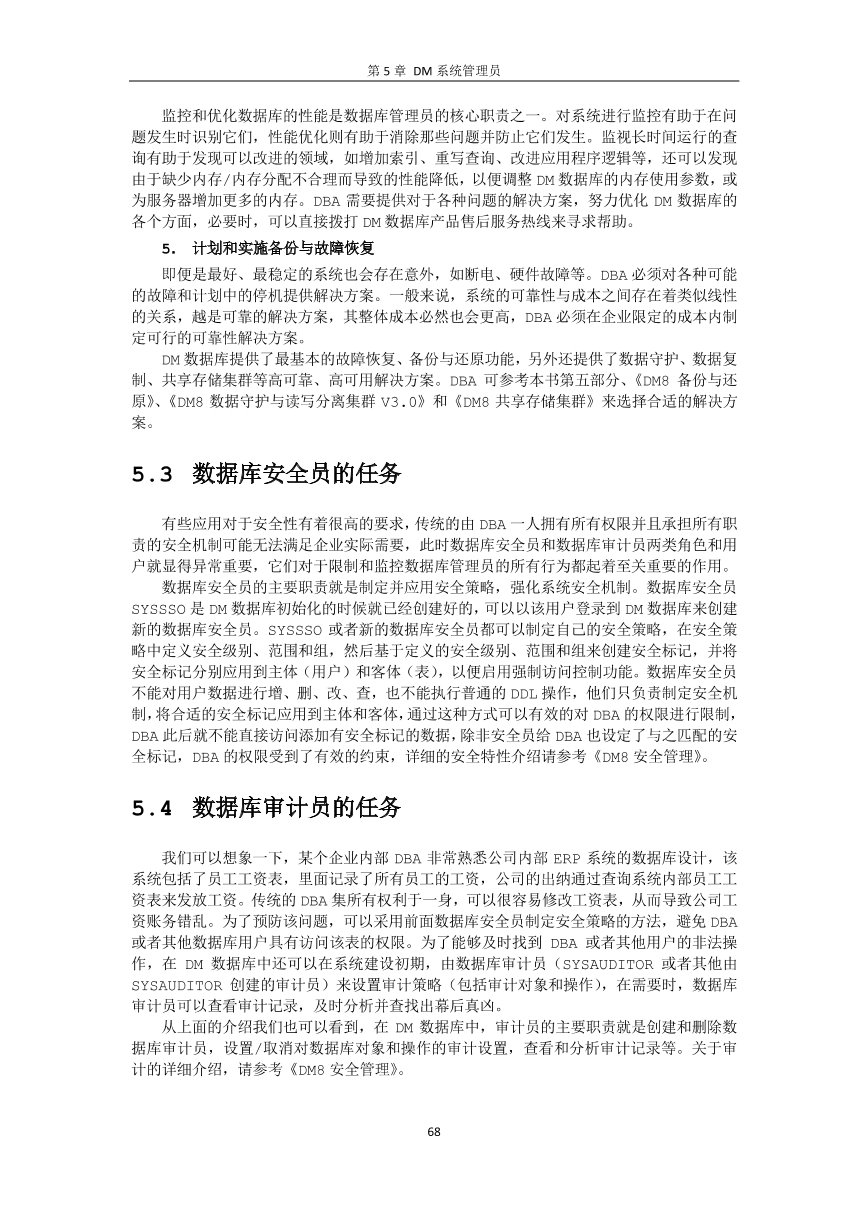 第 5 章 DM 系统管理员
监控和优化数据库的性能是数据库管理员的核心职责之一。对系统进行监控有助于在问
题发生时识别它们，性能优化则有助于消除那些问题并防止它们发生。监视长时间运行的查
询有助于发现可以改进的领域，如增加索引、重写查询、改进应用程序逻辑等，还可以发现
由于缺少内存/内存分配不合理而导致的性能降低，以便调整 DM 数据库的内存使用参数，或
为服务器增加更多的内存。DBA 需要提供对于各种问题的解决方案，努力优化 DM 数据库的
各个方面，必要时，可以直接拨打 DM 数据库产品售后服务热线来寻求帮助。
5. 计划和实施备份与故障恢复
即便是最好、最稳定的系统也会存在意外，如断电、硬件故障等。DBA 必须对各种可能
的故障和计划中的停机提供解决方案。一般来说，系统的可靠性与成本之间存在着类似线性
的关系，越是可靠的解决方案，其整体成本必然也会更高，DBA 必须在企业限定的成本内制
定可行的可靠性解决方案。
DM 数据库提供了最基本的故障恢复、备份与还原功能，另外还提供了数据守护、数据复
制、共享存储集群等高可靠、高可用解决方案。DBA 可参考本书第五部分、《DM8 备份与还
原》、《DM8 数据守护与读写分离集群 V3.0》和《DM8 共享存储集群》来选择合适的解决方
案。
5.3 数据库安全员的任务
有些应用对于安全性有着很高的要求，传统的由 DBA 一人拥有所有权限并且承担所有职
责的安全机制可能无法满足企业实际需要，此时数据库安全员和数据库审计员两类角色和用
户就显得异常重要，它们对于限制和监控数据库管理员的所有行为都起着至关重要的作用。
数据库安全员的主要职责就是制定并应用安全策略，强化系统安全机制。数据库安全员
SYSSSO 是 DM 数据库初始化的时候就已经创建好的，可以以该用户登录到 DM 数据库来创建
新的数据库安全员。SYSSSO 或者新的数据库安全员都可以制定自己的安全策略，在安全策
略中定义安全级别、范围和组，然后基于定义的安全级别、范围和组来创建安全标记，并将
安全标记分别应用到主体（用户）和客体（表），以便启用强制访问控制功能。数据库安全员
不能对用户数据进行增、删、改、查，也不能执行普通的 DDL 操作，他们只负责制定安全机
制，将合适的安全标记应用到主体和客体，通过这种方式可以有效的对 DBA 的权限进行限制，
DBA 此后就不能直接访问添加有安全标记的数据，除非安全员给 DBA 也设定了与之匹配的安
全标记，DBA 的权限受到了有效的约束，详细的安全特性介绍请参考《DM8 安全管理》。
5.4 数据库审计员的任务
我们可以想象一下，某个企业内部 DBA 非常熟悉公司内部 ERP 系统的数据库设计，该
系统包括了员工工资表，里面记录了所有员工的工资，公司的出纳通过查询系统内部员工工
资表来发放工资。传统的 DBA 集所有权利于一身，可以很容易修改工资表，从而导致公司工
资账务错乱。为了预防该问题，可以采用前面数据库安全员制定安全策略的方法，避免 DBA
或者其他数据库用户具有访问该表的权限。为了能够及时找到 DBA 或者其他用户的非法操
作，在 DM 数据库中还可以在系统建设初期，由数据库审计员（SYSAUDITOR 或者其他由
SYSAUDITOR 创建的审计员）来设置审计策略（包括审计对象和操作），在需要时，数据库
审计员可以查看审计记录，及时分析并查找出幕后真凶。
从上面的介绍我们也可以看到，在 DM 数据库中，审计员的主要职责就是创建和删除数
据库审计员，设置/取消对数据库对象和操作的审计设置，查看和分析审计记录等。关于审
计的详细介绍，请参考《DM8 安全管理》。
68